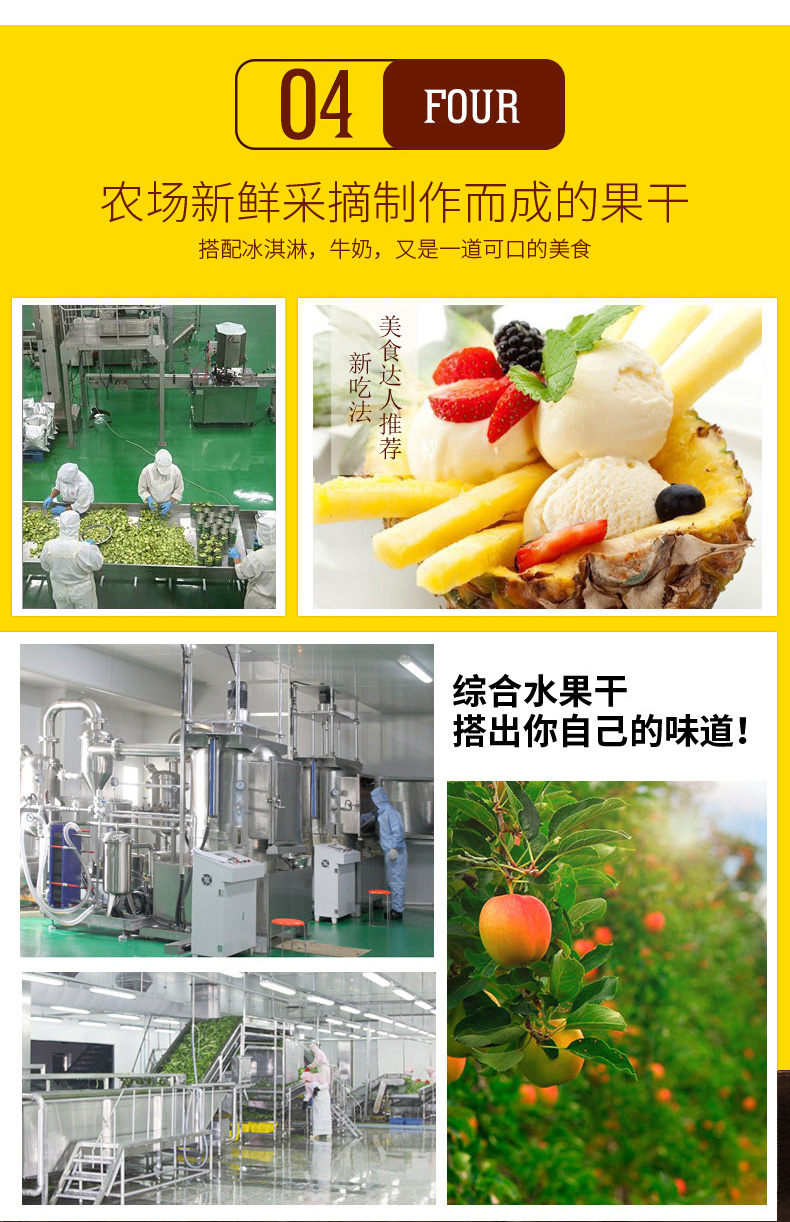 04 FOUR
农场新鲜采摘制作而成的果干
搭配冰淇淋，牛奶，又是一道可口的美食
美食达人推荐
新吃法
综合水果干
搭出你自己的味道！